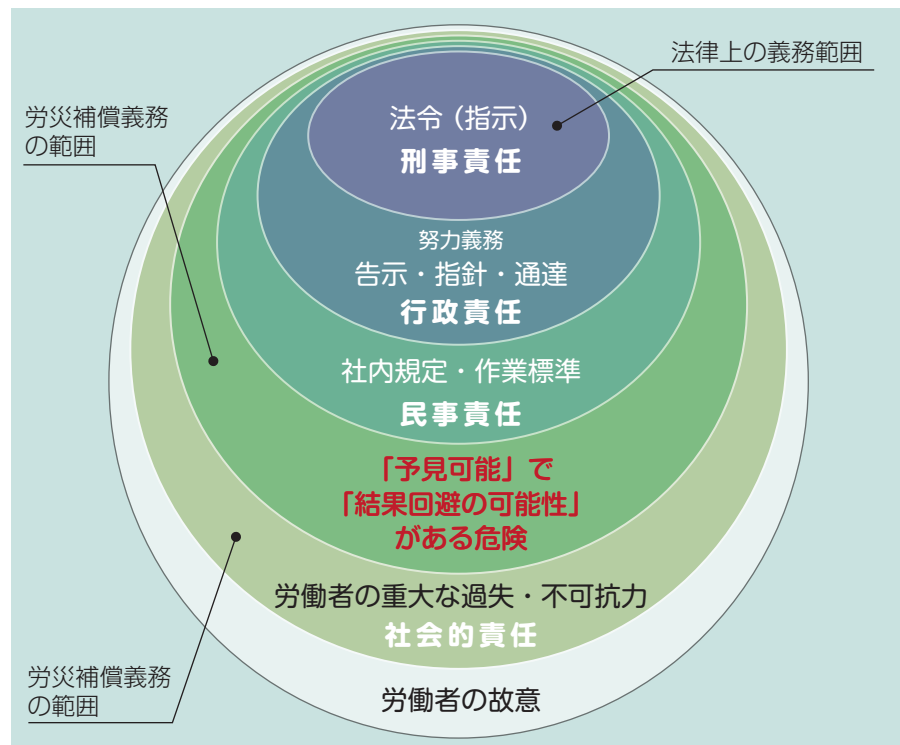 法律上の義務範囲
労災補償義務
の範囲
法令（指示）
刑事責任
努力義務
告示・指針・通達
行政責任
社内規定・作業標準
民事責任
「予見可能」で
「結果回避の可能性」
がある危険
労働者の重大な過失・不可抗力
社会的責任
労災補償義務
の範囲
労働者の故意